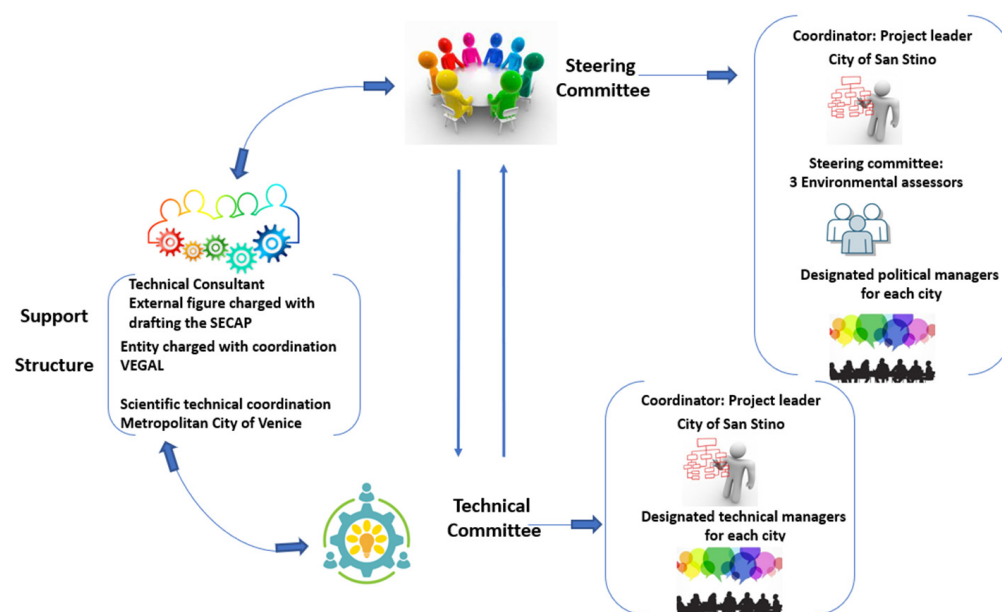 Steering
Committee
Coordinator: Project leader
City of San Stino
Steering committee:
3 Environmental assessors
Designated political managers
for each city
Support
Structure
Technical Consultant
External figure charged with
drafting the SECAP
Entity charged with coordination
VEGAL
Scientific technical coordination
Metropolitan City of Venice
Technical
Committee
Coordinator: Project leader
City of San Stino
Designated technical managers
for each city